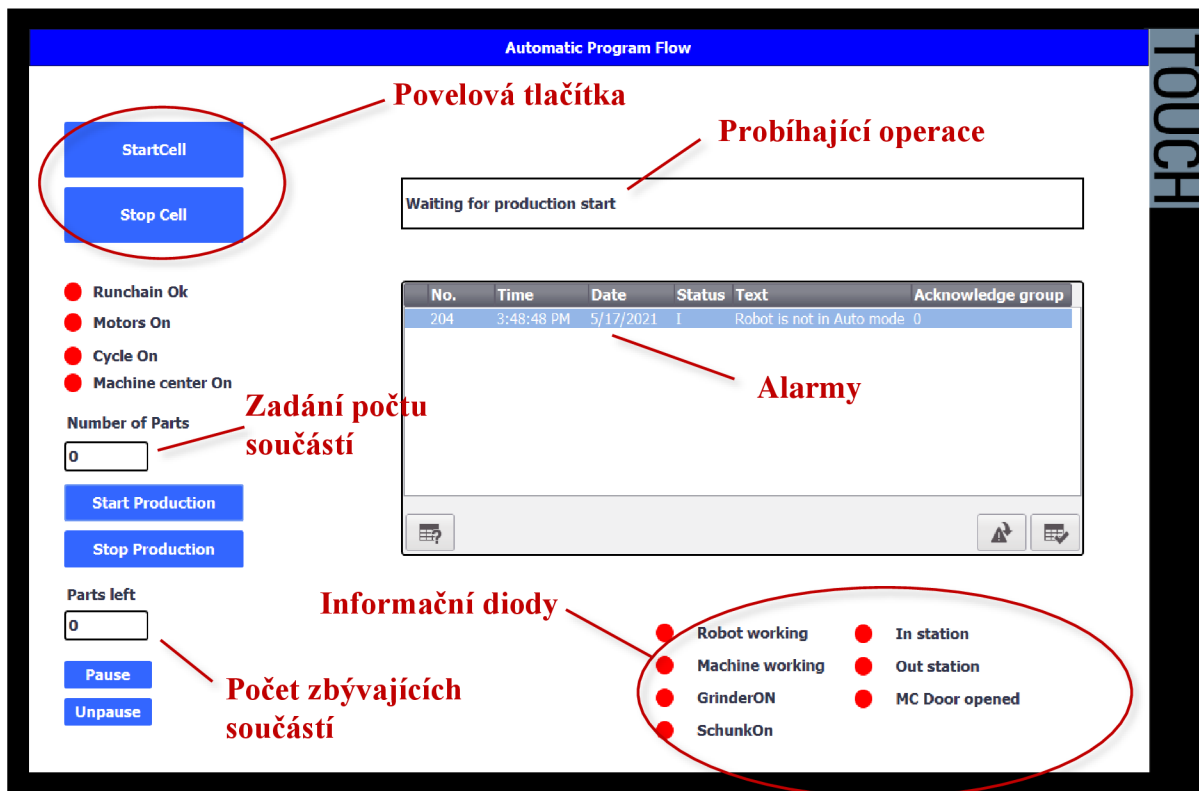 Automatic Program Flow
TOUCH
Povelová tlačítka
Probíhající operace
StartCell
Stop Cell
Waiting for production start
Runchain Ok
Motors On
Cycle On
Machine center On
No. Time Date Status Text Acknowledge group
204 3:48:48 PM 5/17/2021 I Robot is not in Auto mode 0
Alarmy
Zadání počtu
součástí
Number of Parts
0
Start Production
Stop Production
Parts left
0
Pause
Unpause
Počet zbývajících
součástí
Informační diody
Robot working
Machine working
GrinderON
SchunkOn
In station
Out station
MC Door opened